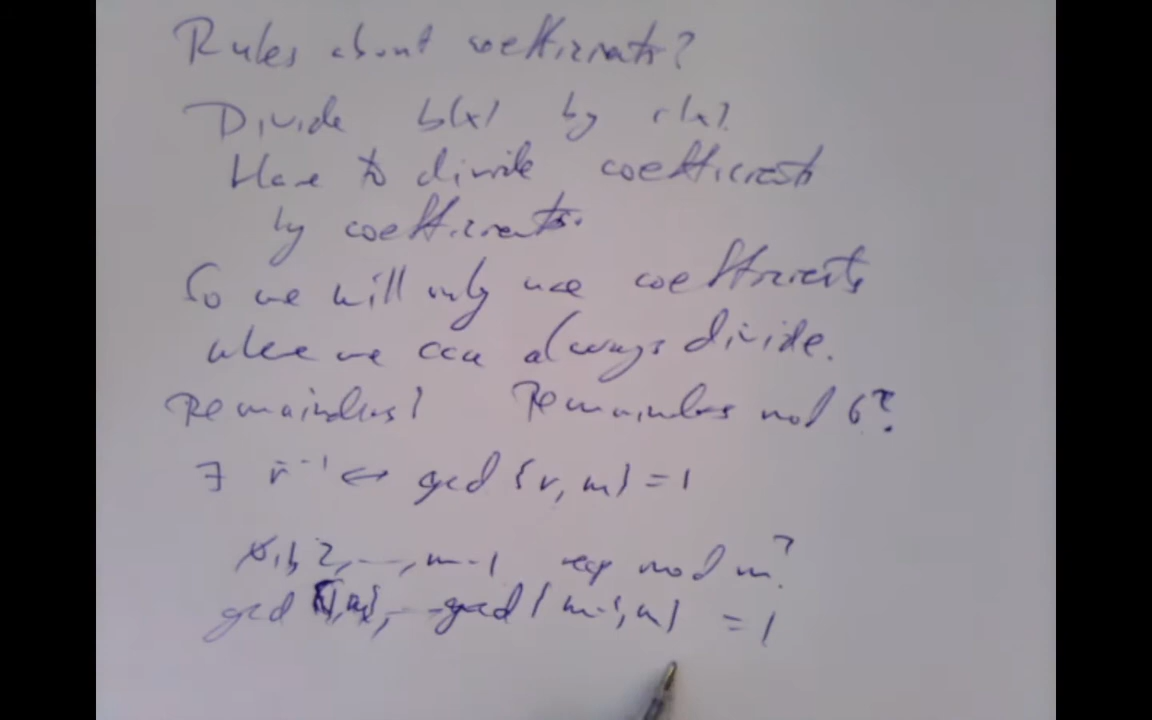 Rules about coefficients?
Divide b(x) by r(x).
Have to divide coefficients
by coefficients.
So we will only use coefficients
where we can always divide.
Remainders! Remainders mod 6?
∃ r⁻¹ ↔ gcd {r, m} = 1
0, 1, 2, ..., m-1 rep mod m?
gcd {1, m}, ... gcd { m-1, m} = 1